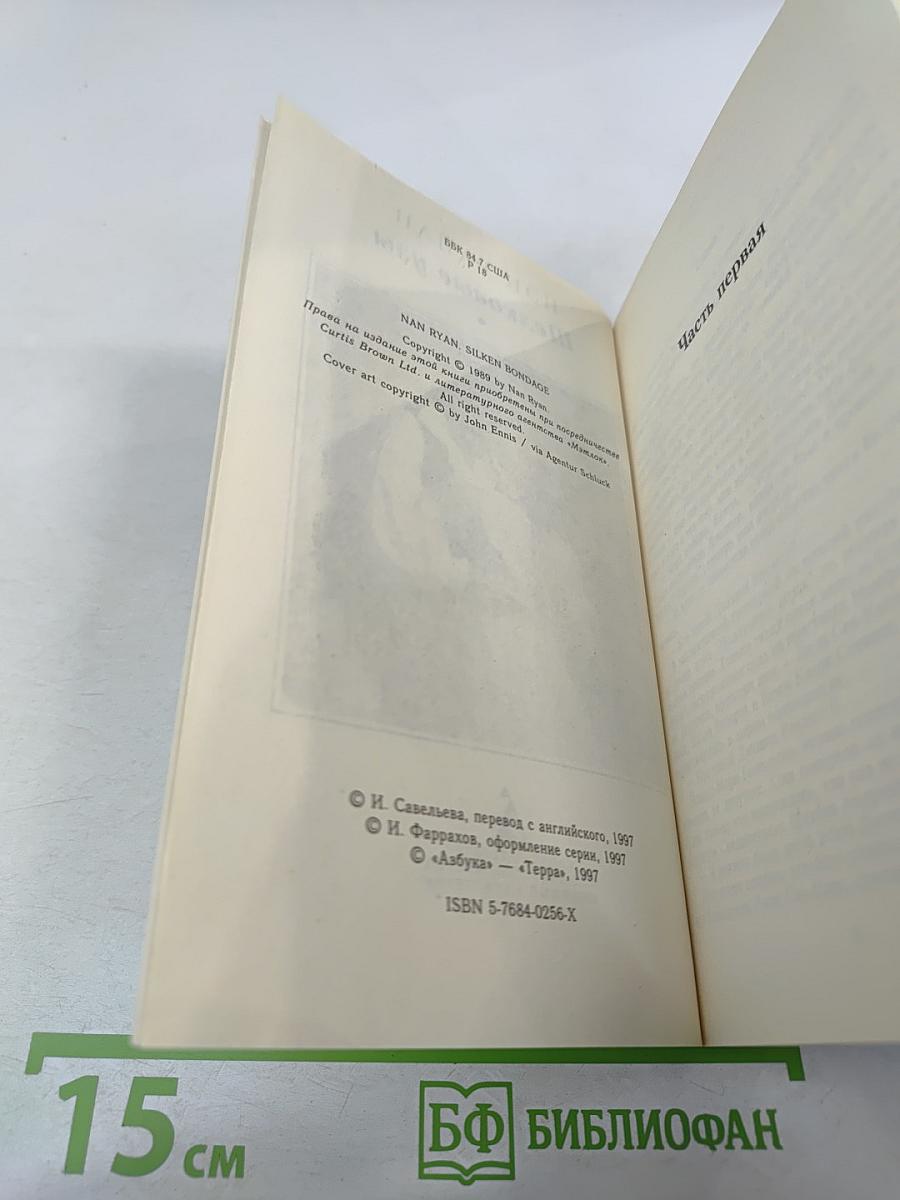 ББК 84.7 США
Р 18
NAN RYAN: SILKEN BONDAGE
Copyright © 1989 by Nan Ryan.
Права на издание этой книги приобретены при посредничестве
Curtis Brown Ltd. и литературного агентства «Мэтлок».
All right reserved.
Cover art copyright © by John Ennis / via Agentur Schluck
© И. Савельева, перевод с английского, 1997
© И. Фаррахов, оформление серии, 1997
© «Азбука» — «Терра», 1997
ISBN 5-7684-0256-X
Часть первая
15 см
БФ БИБЛИОФАН